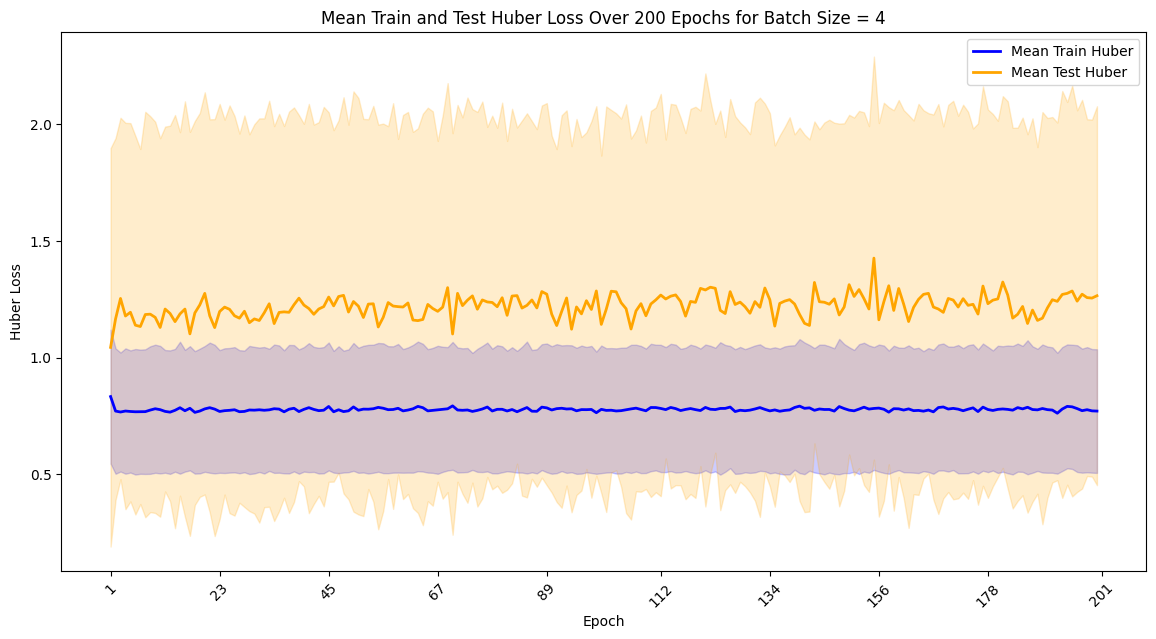 Mean Train and Test Huber Loss Over 200 Epochs for Batch Size = 4
Mean Train Huber
Mean Test Huber
Huber Loss
2.0
1.5
1.0
0.5
1
23
45
67
89
112
134
156
178
201
Epoch